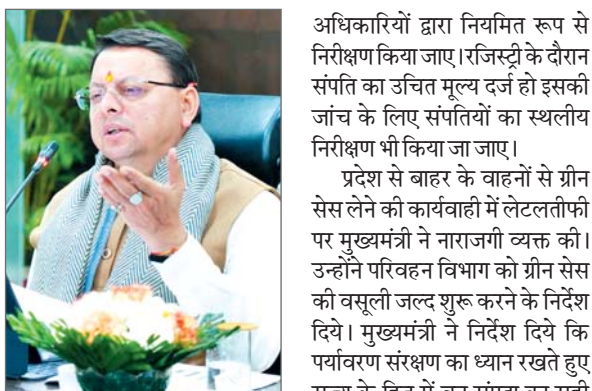 अधिकारियों द्वारा नियमित रूप से
निरीक्षण किया जाए। रजिस्ट्री के दौरान
संपति का उचित मूल्य दर्ज हो इसकी
जांच के लिए संपतियों का स्थलीय
निरीक्षण भी किया जा जाए।
प्रदेश से बाहर के वाहनों से ग्रीन
सेस लेने की कार्यवाही में लेटलतीफी
पर मुख्यमंत्री ने नाराजगी व्यक्त की।
उन्होंने परिवहन विभाग को ग्रीन सेस
की वसूली जल्द शुरू करने के निर्देश
दिये। मुख्यमंत्री ने निर्देश दिये कि
पर्यावरण संरक्षण का ध्यान रखते हुए